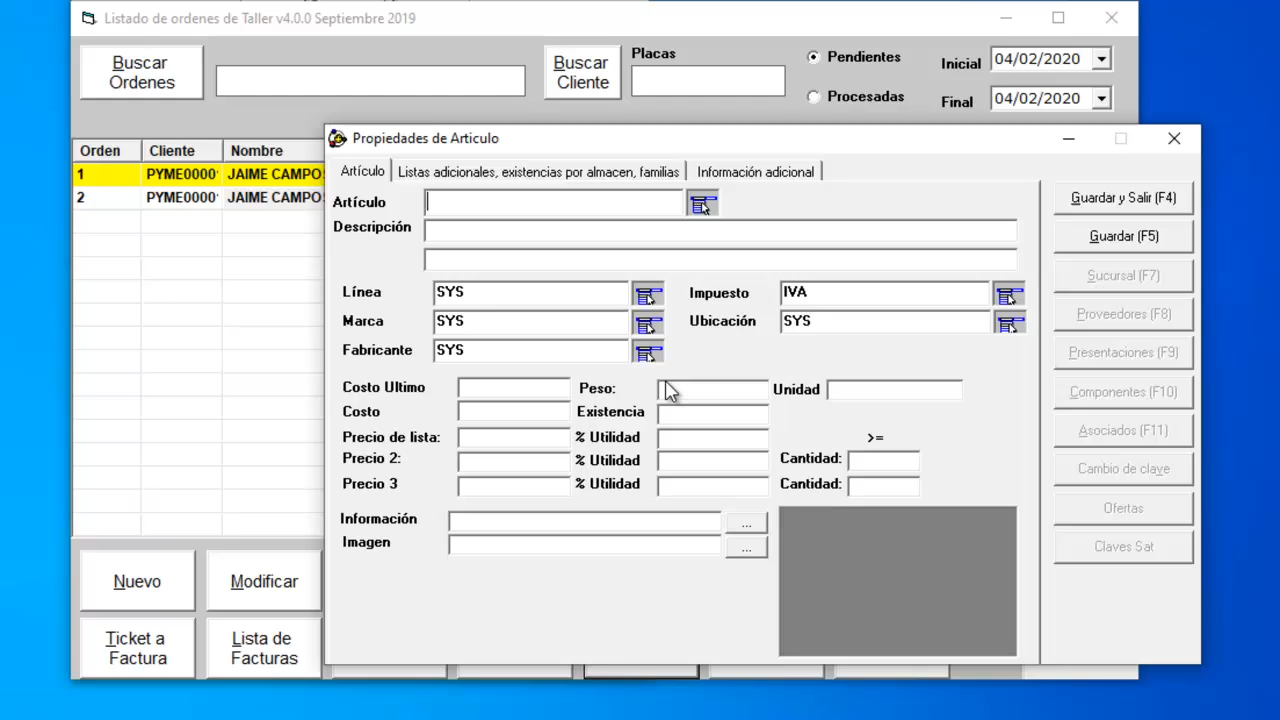 Listado de ordenes de Taller v4.0.0 Septiembre 2019
Buscar
Ordenes
Buscar
Cliente
Placas
Pendientes
Procesadas
Inicial 04/02/2020
Final 04/02/2020
Orden Cliente Nombre
1 PYME0000 JAIME CAMPO
2 PYME0000 JAIME CAMPO
Nuevo
Modificar
Ticket a
Factura
Lista de
Facturas
Propiedades de Articulo
Artículo Listas adicionales, existencias por almacen, familias Información adicional
Artículo
Descripción
Línea SYS Impuesto IVA
Marca SYS Ubicación SYS
Fabricante SYS
Costo Ultimo Peso: Unidad
Costo Existencia
Precio de lista: % Utilidad >=
Precio 2: % Utilidad Cantidad:
Precio 3 % Utilidad Cantidad:
Información ...
Imagen ...
Guardar y Salir (F4)
Guardar (F5)
Sucursal (F7)
Proveedores (F8)
Presentaciones (F9)
Componentes (F10)
Asociados (F11)
Cambio de clave
Ofertas
Claves Sat